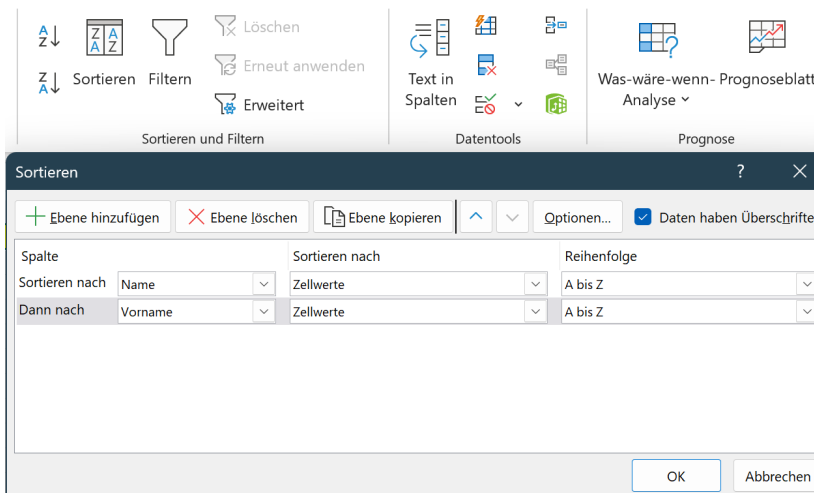 Sortieren
Filtern
Löschen
Erneut anwenden
Erweitert
Sortieren und Filtern
Text in
Spalten
Datentools
Was-wäre-wenn-
Analyse
Prognoseblatt
Prognose
Sortieren
?
Ebene hinzufügen
Ebene löschen
Ebene kopieren
Optionen...
Daten haben Überschrifte
Spalte
Sortieren nach
Reihenfolge
Sortieren nach
Name
Zellwerte
A bis Z
Dann nach
Vorname
Zellwerte
A bis Z
OK
Abbrechen